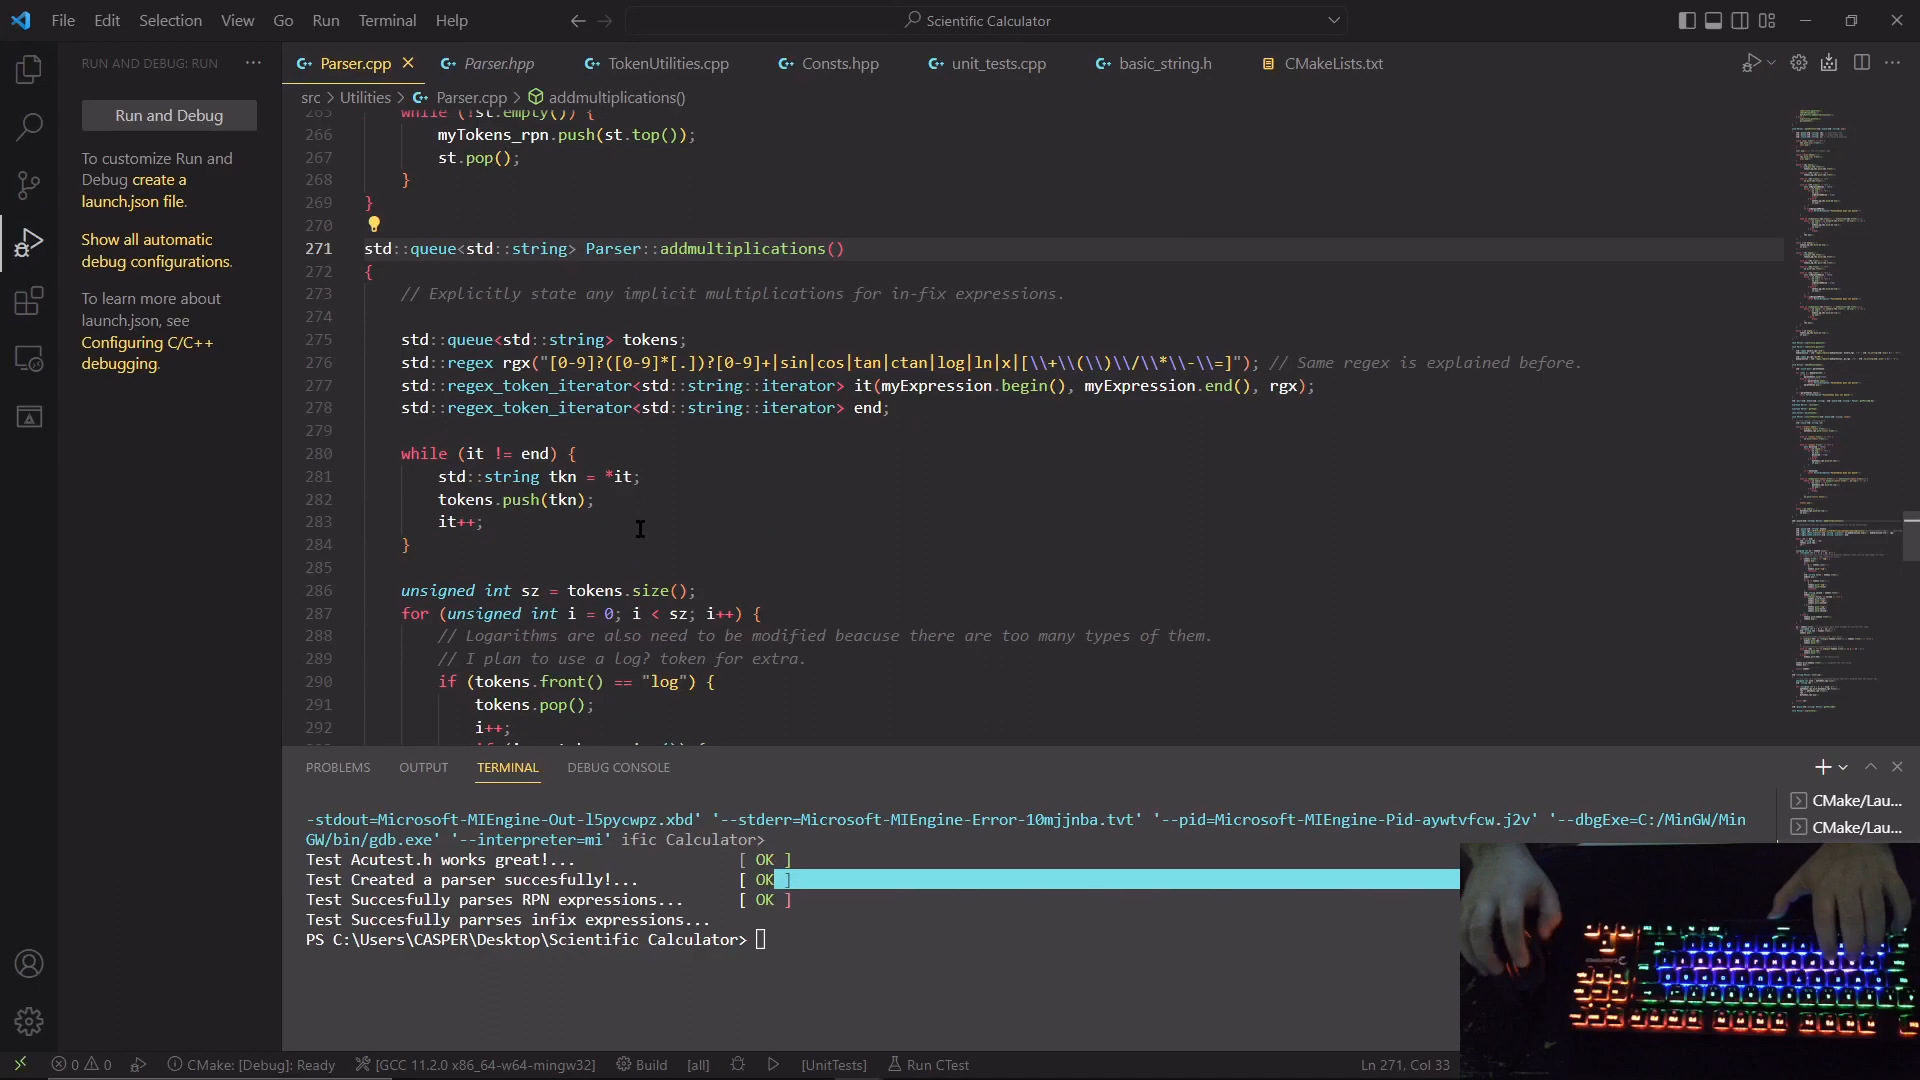 File Edit Selection View Go Run Terminal Help
Scientific Calculator
RUN AND DEBUG: RUN ···
Run and Debug
To customize Run and
Debug create a
launch.json file.
Show all automatic
debug configurations.
To learn more about
launch.json, see
Configuring C/C++
debugging.
Parser.cpp Parser.hpp TokenUtilities.cpp Consts.hpp unit_tests.cpp basic_string.h CMakeLists.txt
src > Utilities > Parser.cpp > addmultiplications()
265 while (!st.empty()) {
266 myTokens_rpn.push(st.top());
267 st.pop();
268 }
269 }
270
271 std::queue<std::string> Parser::addmultiplications()
272 {
273 // Explicitly state any implicit multiplications for in-fix expressions.
274
275 std::queue<std::string> tokens;
276 std::regex rgx("[0-9]?([0-9]*[.])?[0-9]+|sin|cos|tan|ctan|log|ln|x|[\\+\\(\\)\\/\\*\\-\\=]"); // Same regex is explained before.
277 std::regex_token_iterator<std::string::iterator> it(myExpression.begin(), myExpression.end(), rgx);
278 std::regex_token_iterator<std::string::iterator> end;
279
280 while (it != end) {
281 std::string tkn = *it;
282 tokens.push(tkn);
283 it++;
284 }
285
286 unsigned int sz = tokens.size();
287 for (unsigned int i = 0; i < sz; i++) {
288 // Logarithms are also need to be modified beacuse there are too many types of them.
289 // I plan to use a log? token for extra.
290 if (tokens.front() == "log") {
291 tokens.pop();
292 i++;
PROBLEMS OUTPUT TERMINAL DEBUG CONSOLE
-stdout=Microsoft-MIEngine-Out-l5pycwpz.xbd' '--stderr=Microsoft-MIEngine-Error-10mjjnba.tvt' '--pid=Microsoft-MIEngine-Pid-aywtvfcw.j2v' '--dbgExe=C:/MinGW/Min
GW/bin/gdb.exe' '--interpreter=mi' ific Calculator>
Test Acutest.h works great!... [ OK ]
Test Created a parser succesfully!... [ OK ]
Test Succesfully parses RPN expressions... [ OK ]
Test Succesfully parrses infix expressions...
PS C:\Users\CASPER\Desktop\Scientific Calculator>
CMake/Lau...
CMake/Lau...
0 0 CMake: [Debug]: Ready [GCC 11.2.0 x86_64-w64-mingw32] Build [all] [UnitTests] Run CTest Ln 271, Col 33